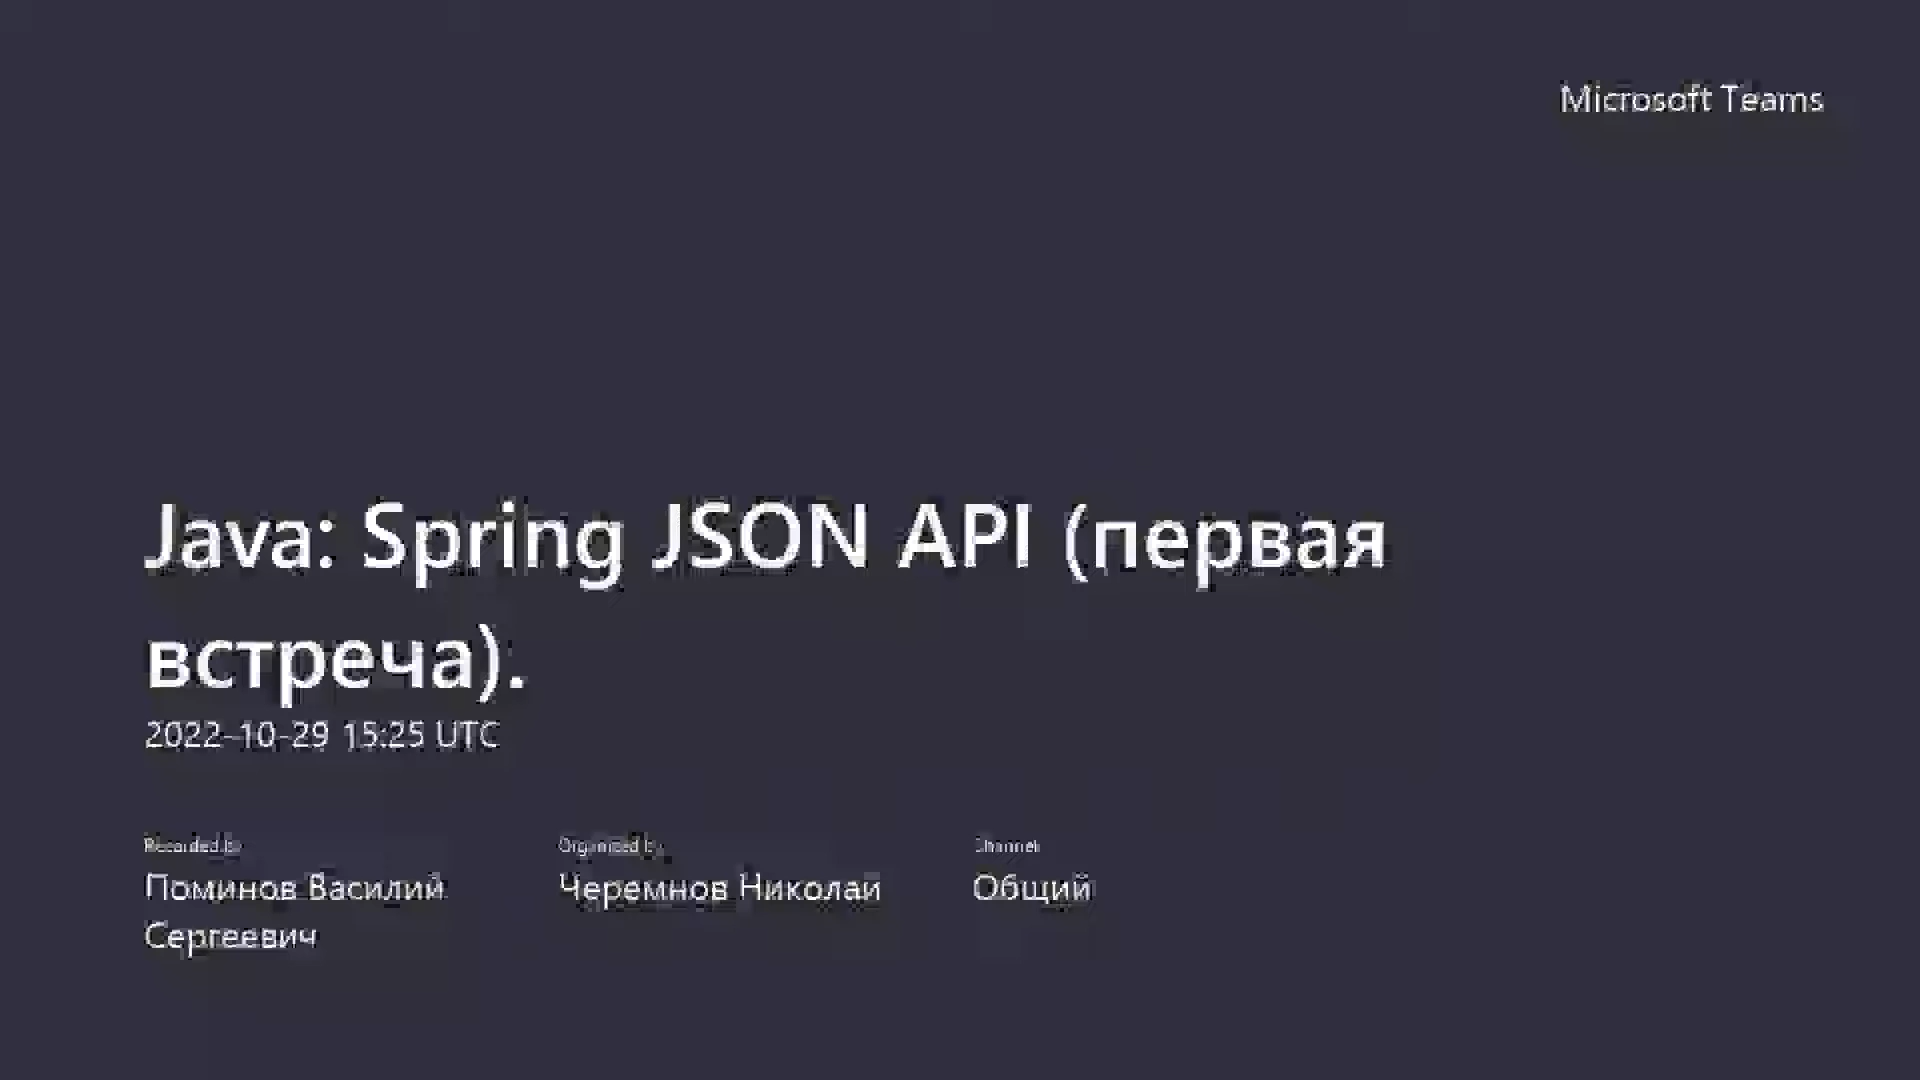 Microsoft Teams
Java: Spring JSON API (первая
встреча).
2022-10-29 15:25 UTC
Recorded by
Organized by
Channel
Поминов Василий
Черемнов Николай
Общий
Сергеевич